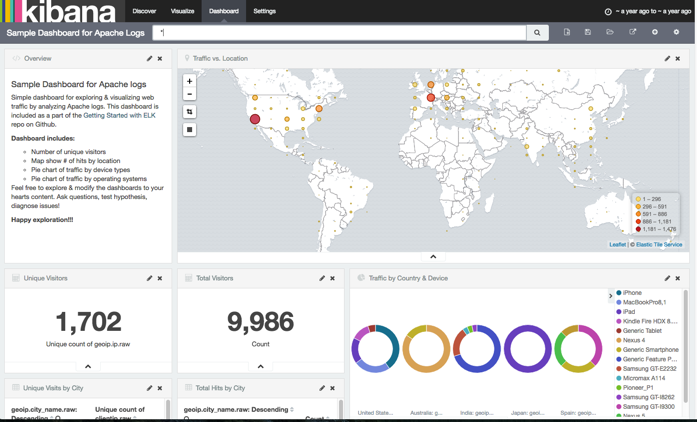 kibana
Discover Visualize Dashboard Settings
~ a year ago to ~ a year ago
Sample Dashboard for Apache Logs
*
Overview
Sample Dashboard for Apache logs
Simple dashboard for exploring & visualizing web
traffic by analyzing Apache logs. This dashboard is
included as a part of the Getting Started with ELK
repo on Github.
Dashboard includes:
Number of unique visitors
Map show # of hits by location
Pie chart of traffic by device types
Pie chart of traffic by operating systems
Feel free to explore & modify the dashboards to your
hearts content. Ask questions, test hypothesis,
diagnose issues!
Happy exploration!!!
Traffic vs. Location
+
−
1 – 296
296 – 591
591 – 886
886 – 1,181
1,181 – 1,476
Leaflet | © Elastic Tile Service
Unique Visitors
1,702
Unique count of geoip.ip.raw
Total Visitors
9,986
Count
Traffic by Country & Device
iPhone
MacBookPro8,1
iPad
Kindle Fire HDX 8....
Generic Tablet
Nexus 4
Generic Smartphone
Generic Feature P...
Samsung GT-E2232
Micromax A114
Pioneer_P1
Samsung GT-I8262
Samsung GT-I9300
Nexus 5
United State...
Australia: g...
India: geoip...
Japan: geoi...
Spain: geoip...
Unique Visits by City
geoip.city_name.raw: Descending
Unique count of
clientip.raw
Total Hits by City
geoip.city_name.raw: Descending
Count